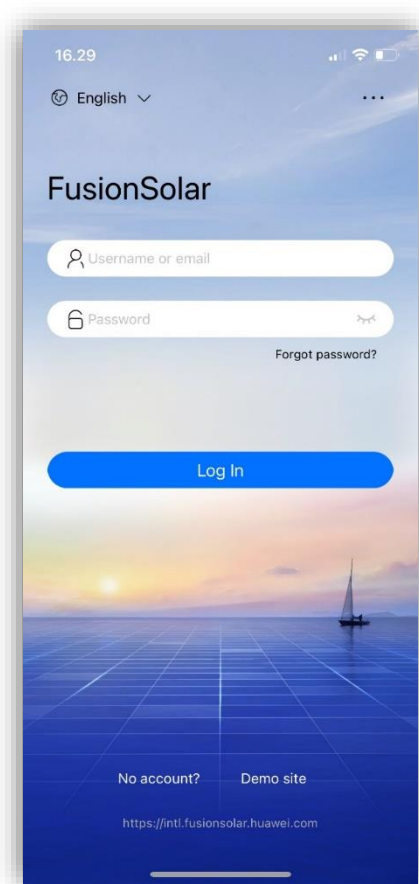 16.29
English
...
FusionSolar
Username or email
Password
Forgot password?
Log In
No account? Demo site
https://intl.fusionsolar.huawei.com